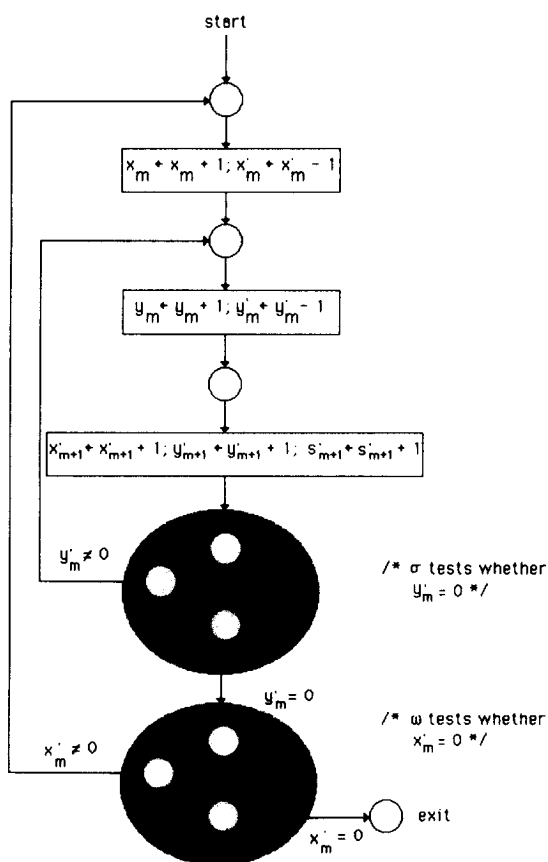 start
x_m ← x_m + 1; x'_m ← x'_m - 1
y_m ← y_m + 1; y'_m ← y'_m - 1
x'_{m+1} ← x'_{m+1} + 1; y'_{m+1} ← y'_{m+1} + 1; s'_{m+1} ← s'_{m+1} + 1
y'_m ≠ 0
/* σ tests whether
y'_m = 0 */
y'_m = 0
/* ω tests whether
x'_m = 0 */
x'_m ≠ 0
exit
x'_m = 0